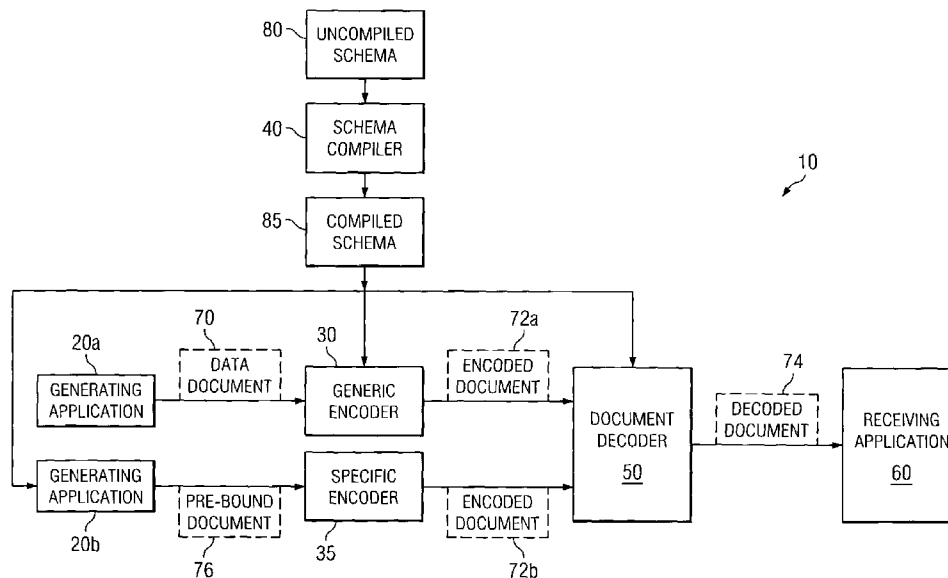 80
UNCOMPILED
SCHEMA
40
SCHEMA
COMPILER
10
85
COMPILED
SCHEMA
70
30
72a
20a
DATA
DOCUMENT
ENCODED
DOCUMENT
74
GENERATING
APPLICATION
GENERIC
ENCODER
DOCUMENT
DECODER
50
DECODED
DOCUMENT
RECEIVING
APPLICATION
60
GENERATING
APPLICATION
PRE-BOUND
DOCUMENT
SPECIFIC
ENCODER
ENCODED
DOCUMENT
20b
76
35
72b